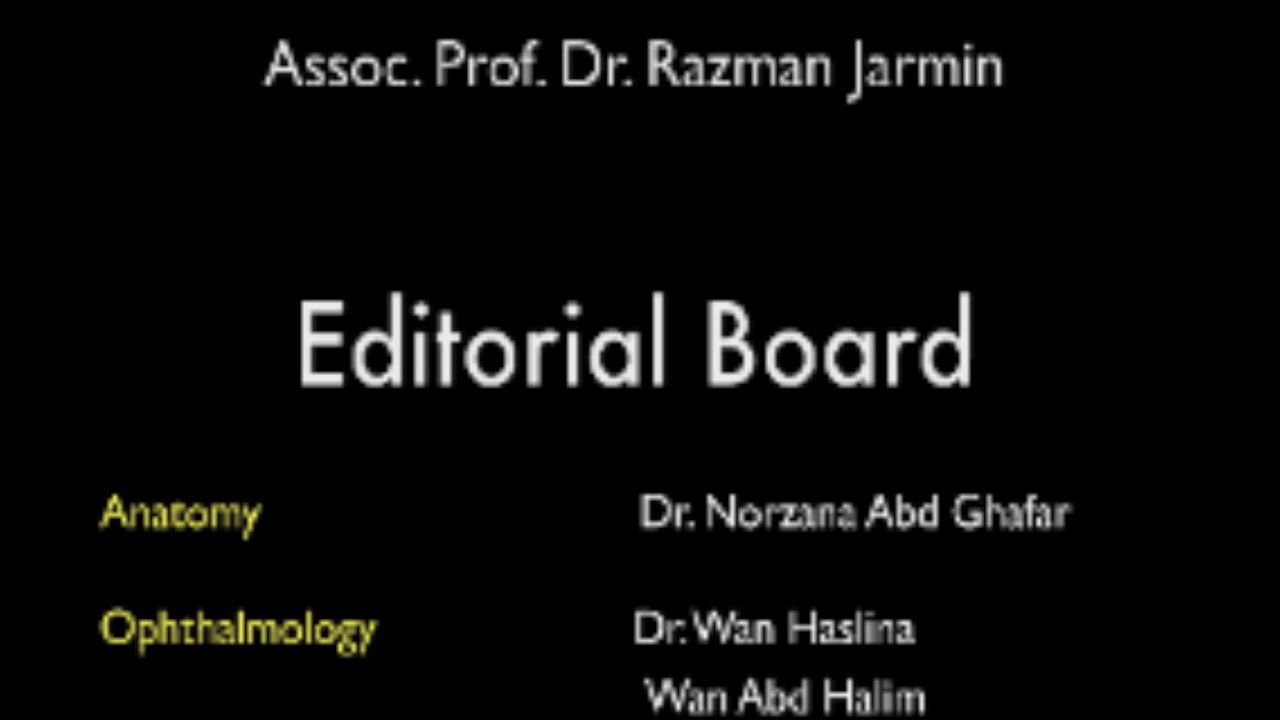 Assoc. Prof. Dr. Razman Jarmin
Editorial Board
Anatomy Dr. Norzana Abd Ghafar
Ophthalmology Dr. Wan Haslina
Wan Abd Halim